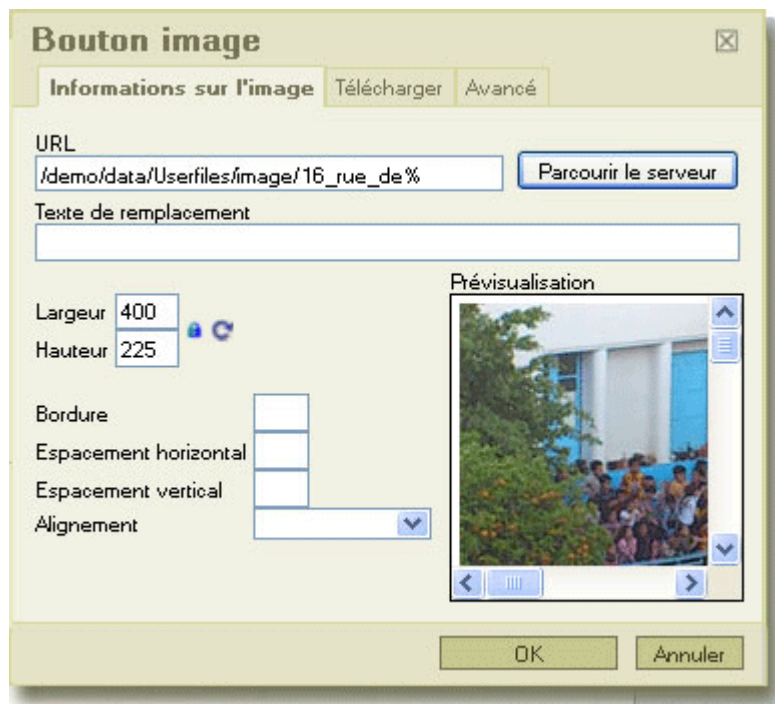 Bouton image
Informations sur l'image Télécharger Avancé
URL
/demo/data/Userfiles/image/16_rue_de% Parcourir le serveur
Texte de remplacement
Prévisualisation
Largeur 400
Hauteur 225
Bordure
Espacement horizontal
Espacement vertical
Alignement
OK Annuler